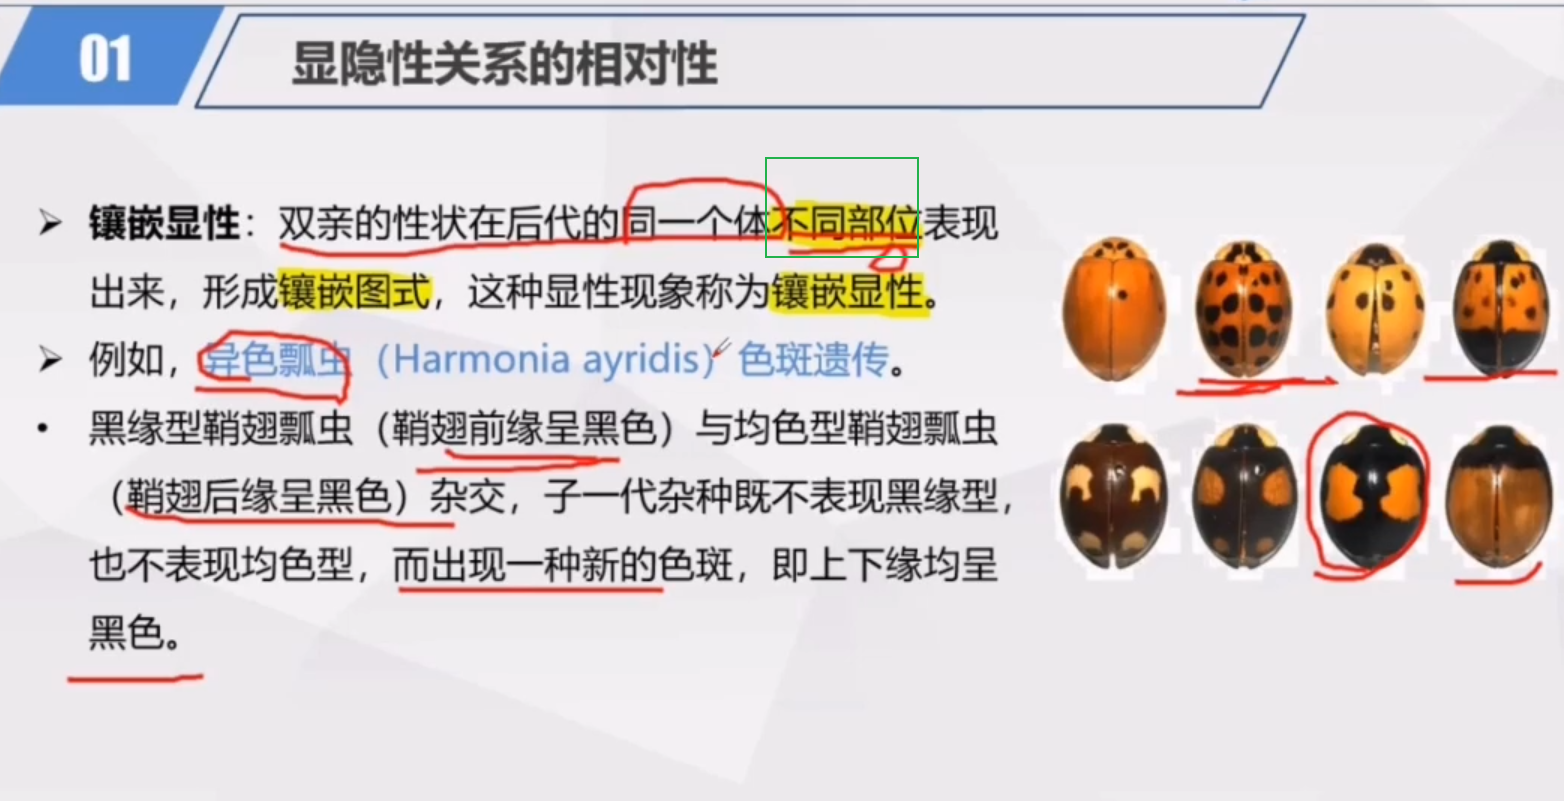 01
显隐性关系的相对性
➢ 镶嵌显性：双亲的性状在后代的同一个体不同部位表现
出来，形成镶嵌图式，这种显性现象称为镶嵌显性。
➢ 例如，异色瓢虫（Harmonia ayridis）色斑遗传。
• 黑缘型鞘翅瓢虫（鞘翅前缘呈黑色）与均色型鞘翅瓢虫
（鞘翅后缘呈黑色）杂交，子一代杂种既不表现黑缘型，
也不表现均色型，而出现一种新的色斑，即上下缘均呈
黑色。